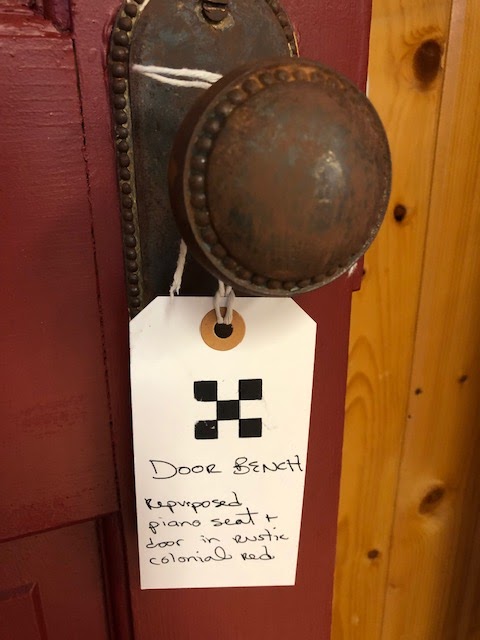 DOOR BENCH
Repurposed
piano seat +
door in rustic
colonial red